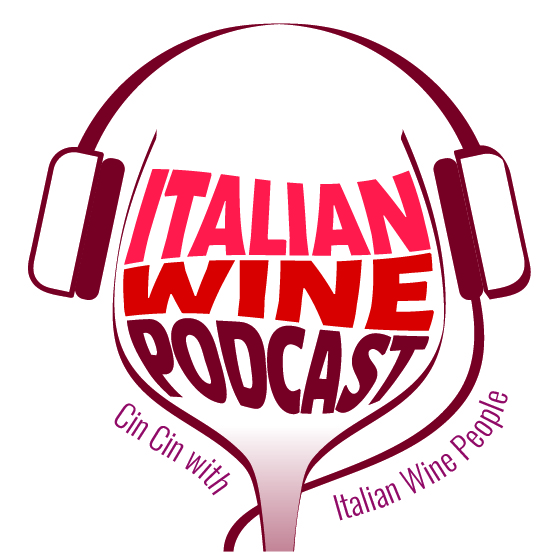 ITALIAN
WINE
PODCAST
Cin Cin with
Italian Wine People